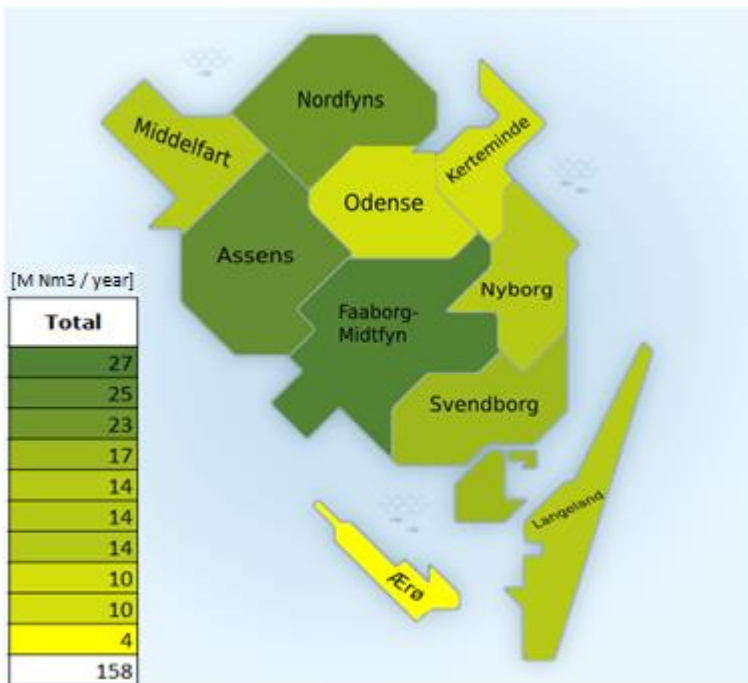 Nordfyns
Middelfart
Kerteminde
Odense
Assens
[M Nm3 / year]
Nyborg
Total
Faaborg-
Midtfyn
27
25
23
Svendborg
17
14
14
Langeland
14
10
Ærø
10
4
158